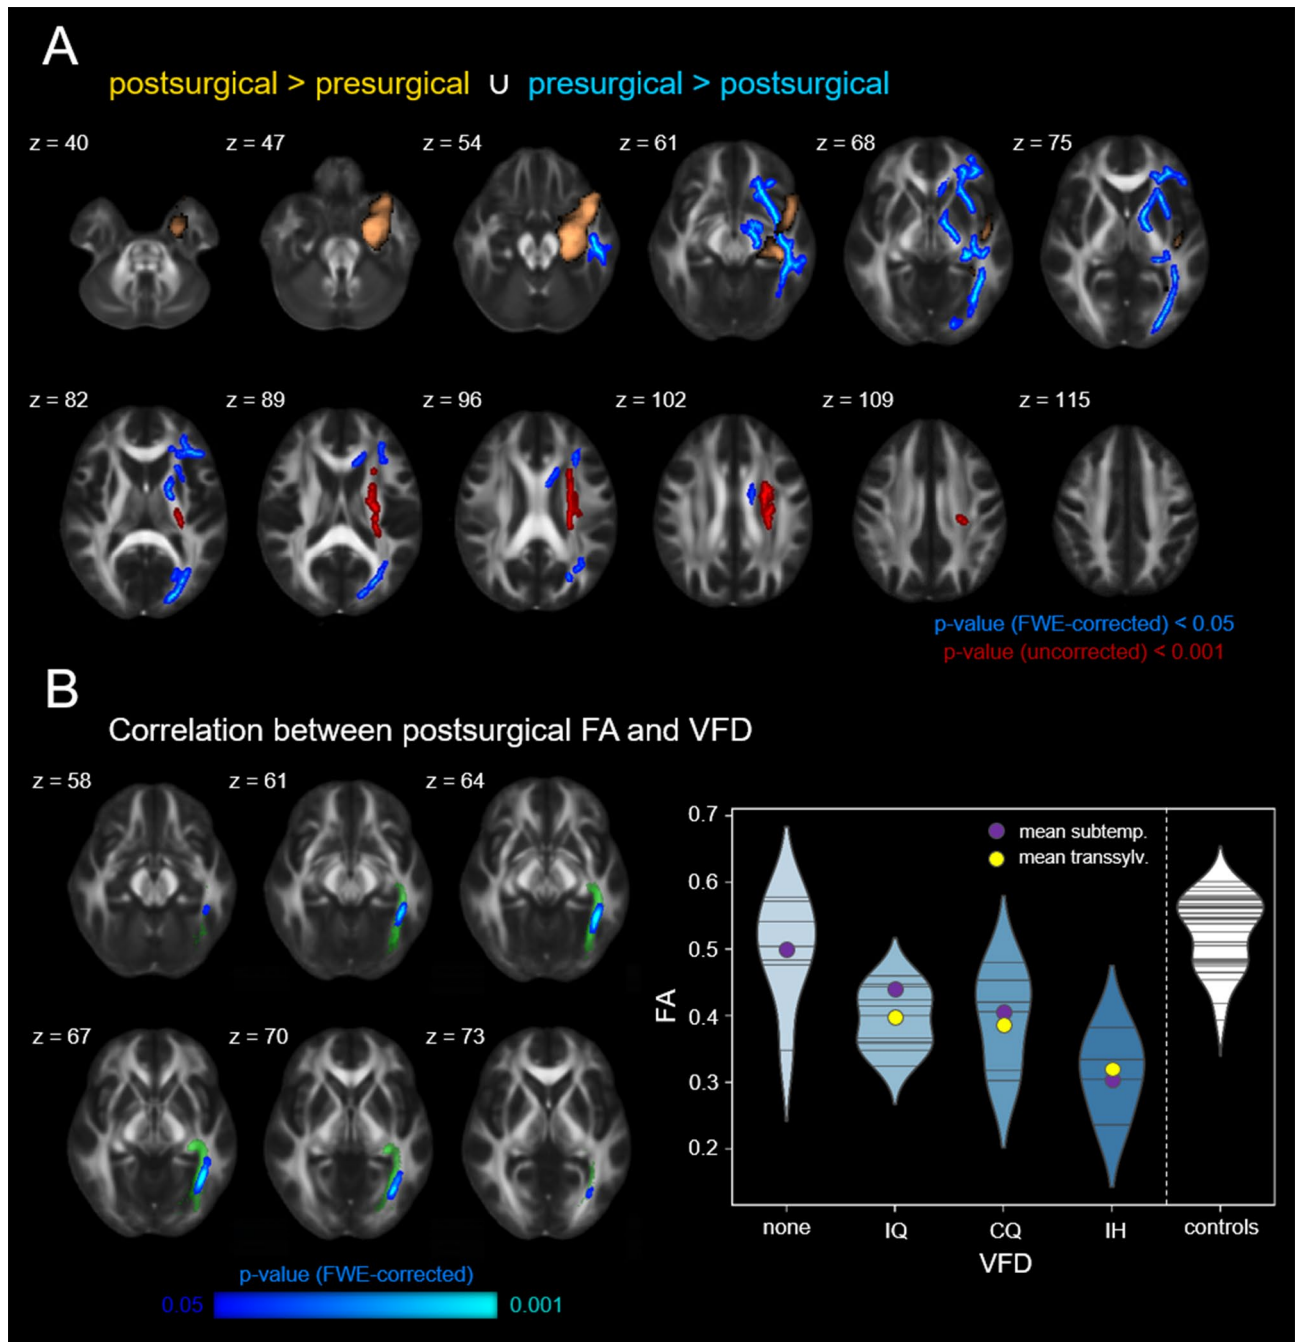 A
postsurgical > presurgical ∪ presurgical > postsurgical
z = 40 z = 47 z = 54 z = 61 z = 68 z = 75
z = 82 z = 89 z = 96 z = 102 z = 109 z = 115
p-value (FWE-corrected) < 0.05
p-value (uncorrected) < 0.001
B
Correlation between postsurgical FA and VFD
z = 58 z = 61 z = 64
z = 67 z = 70 z = 73
p-value (FWE-corrected)
0.05 0.001
0.7
0.6
0.5
0.4
0.3
0.2
FA
mean subtemp.
mean transsylv.
none IQ CQ IH controls
VFD